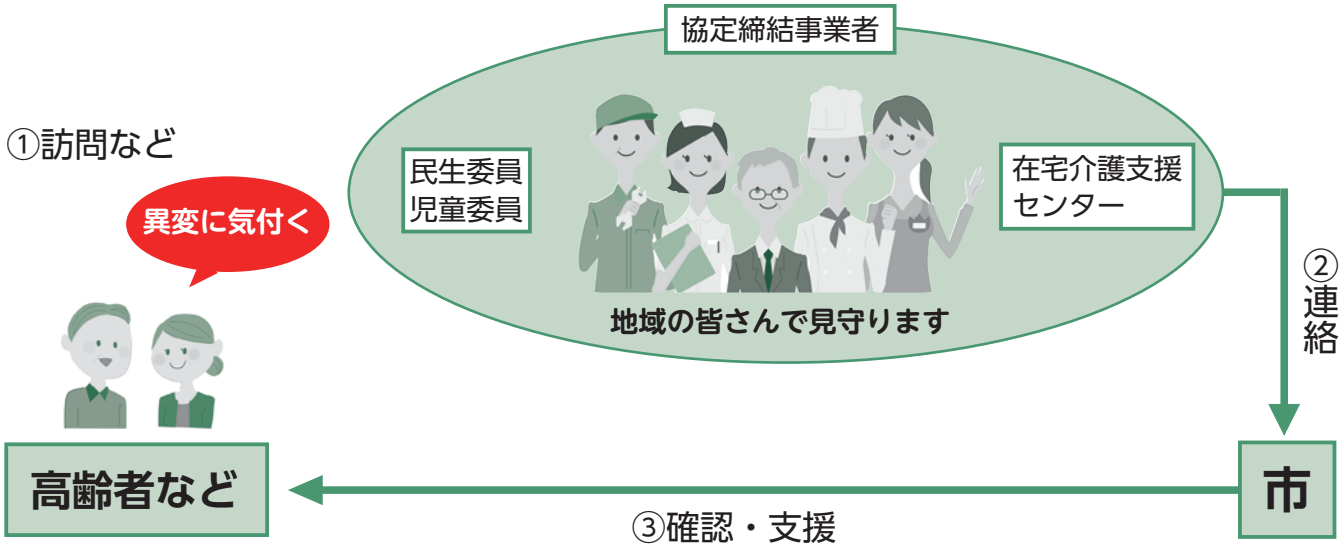 協定締結事業者
①訪問など
異変に気付く
民生委員
児童委員
在宅介護支援
センター
地域の皆さんで見守ります
②連絡
高齢者など
市
③確認・支援